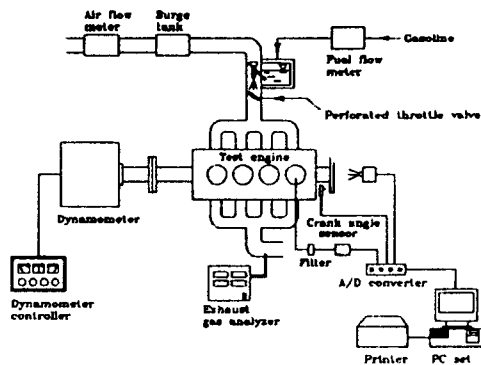 Air flow
meter
Surge
tank
Gasoline
Fuel flow
meter
Perforated throttle valve
Test engine
Dynamometer
Crank angle
sensor
Filter
A/D converter
Dynamometer
controller
Exhaust
gas analyzer
Printer
PC set